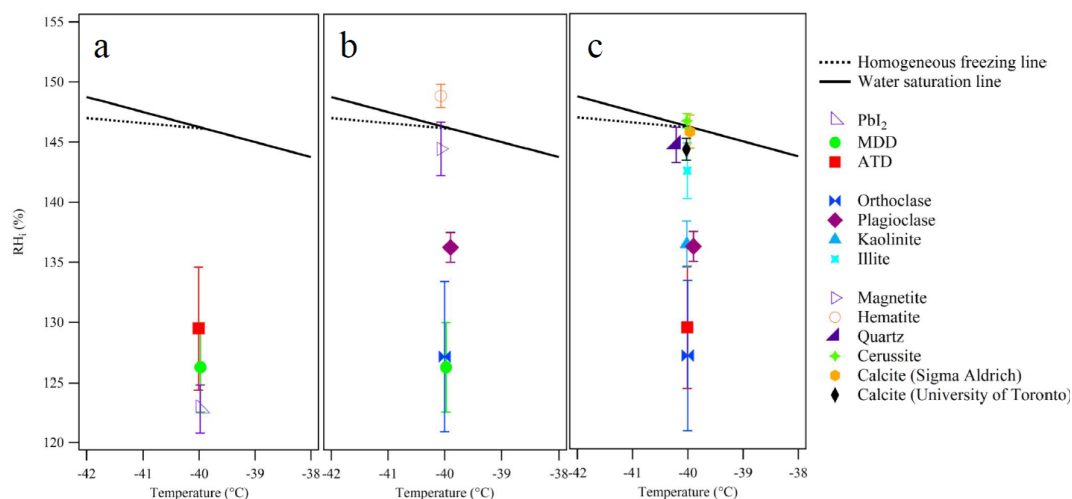 155
150
145
140
135
130
125
120
RHi (%)
a
b
c
-42 -41 -40 -39 -38
-42 -41 -40 -39 -38
-42 -41 -40 -39 -38
Temperature (°C)
Temperature (°C)
Temperature (°C)
Homogeneous freezing line
Water saturation line
PbI2
MDD
ATD
Orthoclase
Plagioclase
Kaolinite
Illite
Magnetite
Hematite
Quartz
Cerussite
Calcite (Sigma Aldrich)
Calcite (University of Toronto)